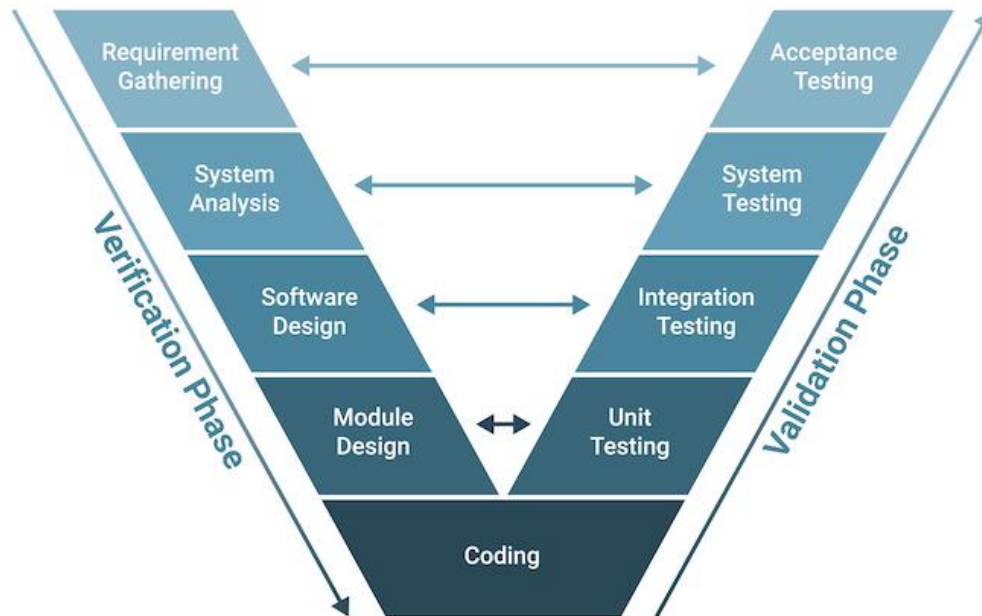 Requirement
Gathering
Acceptance
Testing
System
Analysis
System
Testing
Verification Phase
Validation Phase
Software
Design
Integration
Testing
Module
Design
Unit
Testing
Coding